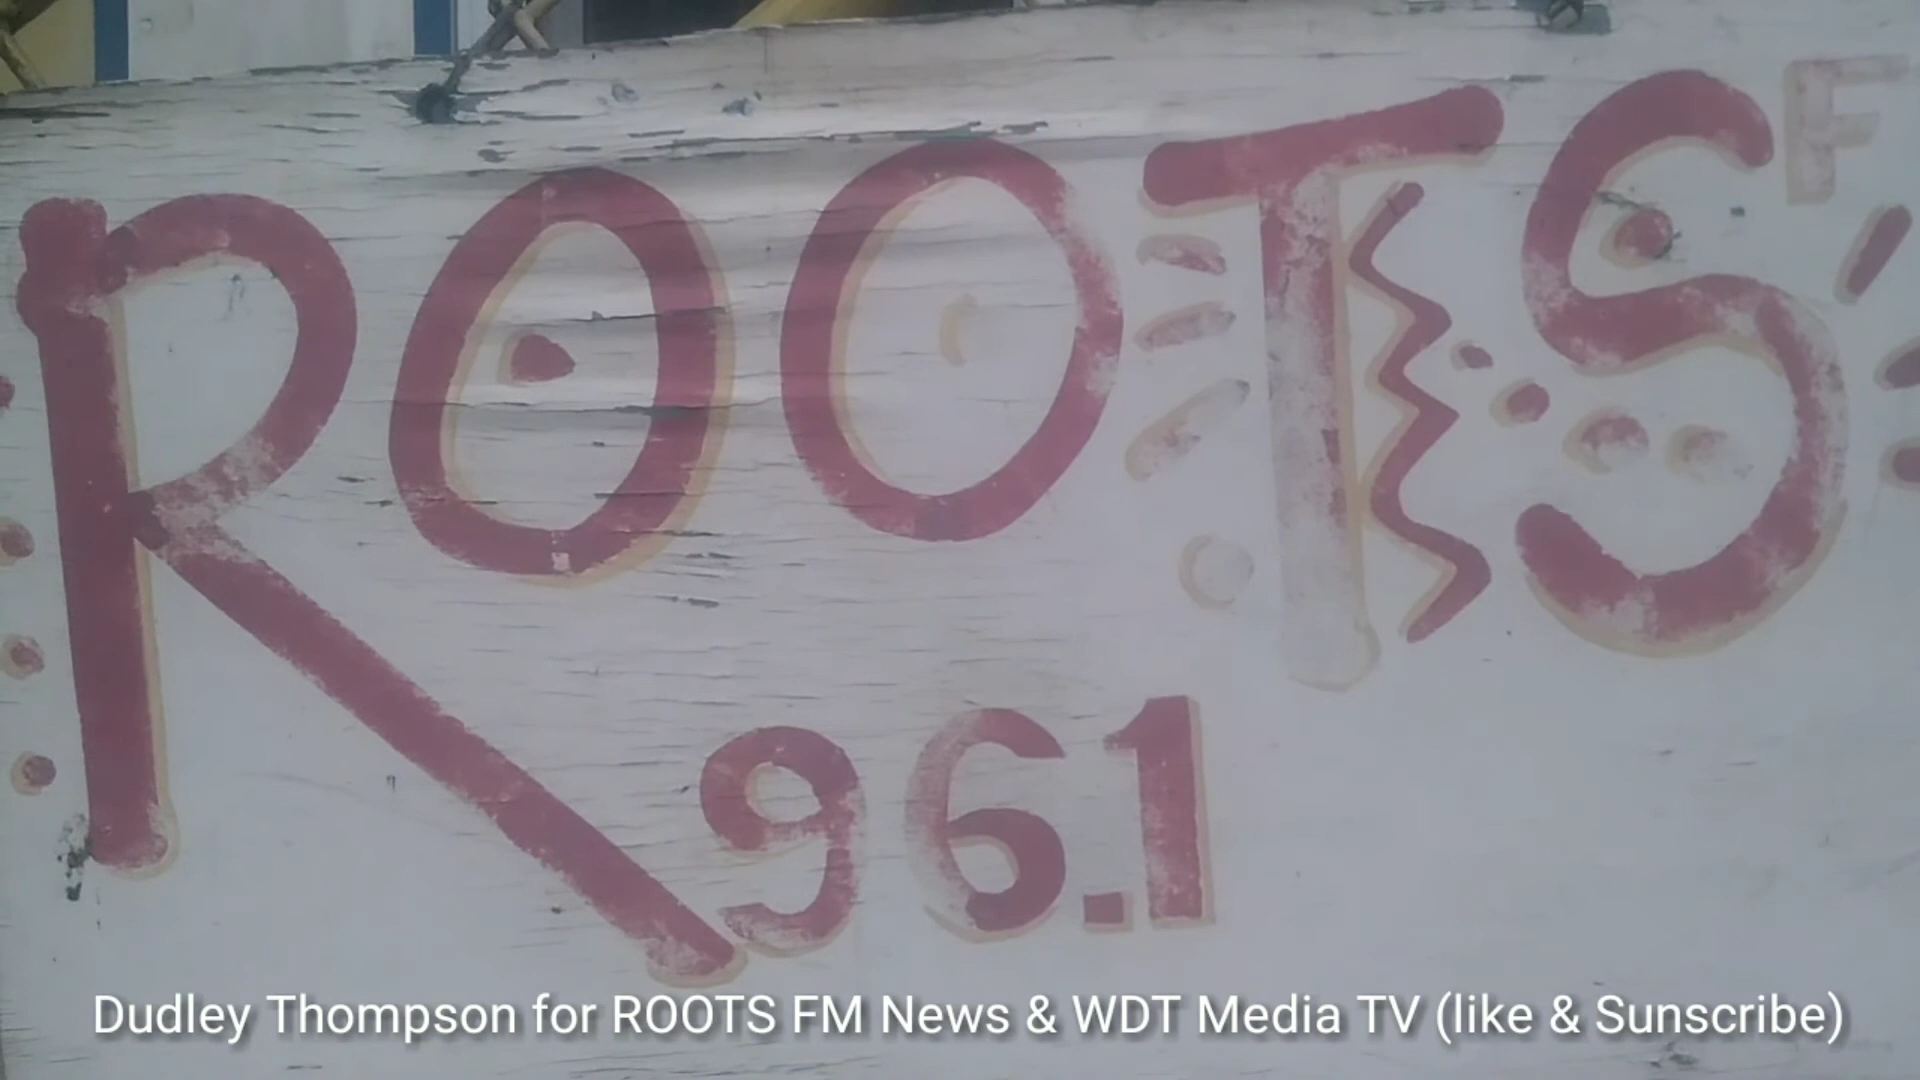 ROOTS F
96.1
Dudley Thompson for ROOTS FM News & WDT Media TV (like & Sunscribe)